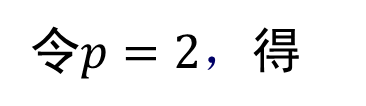 令p = 2，得